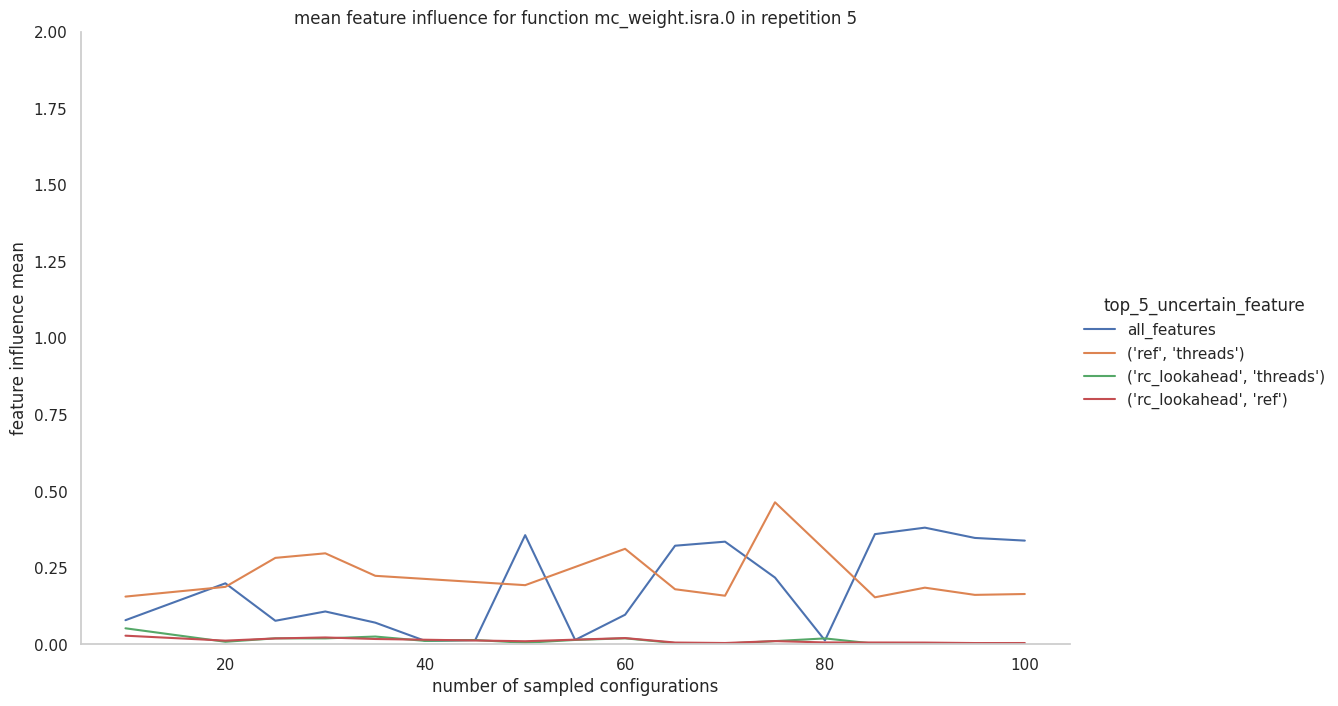 mean feature influence for function mc_weight.isra.0 in repetition 5
2.00
1.75
1.50
1.25
1.00
0.75
0.50
0.25
0.00
feature influence mean
20
40
60
80
100
number of sampled configurations
top_5_uncertain_feature
all_features
('ref', 'threads')
('rc_lookahead', 'threads')
('rc_lookahead', 'ref')